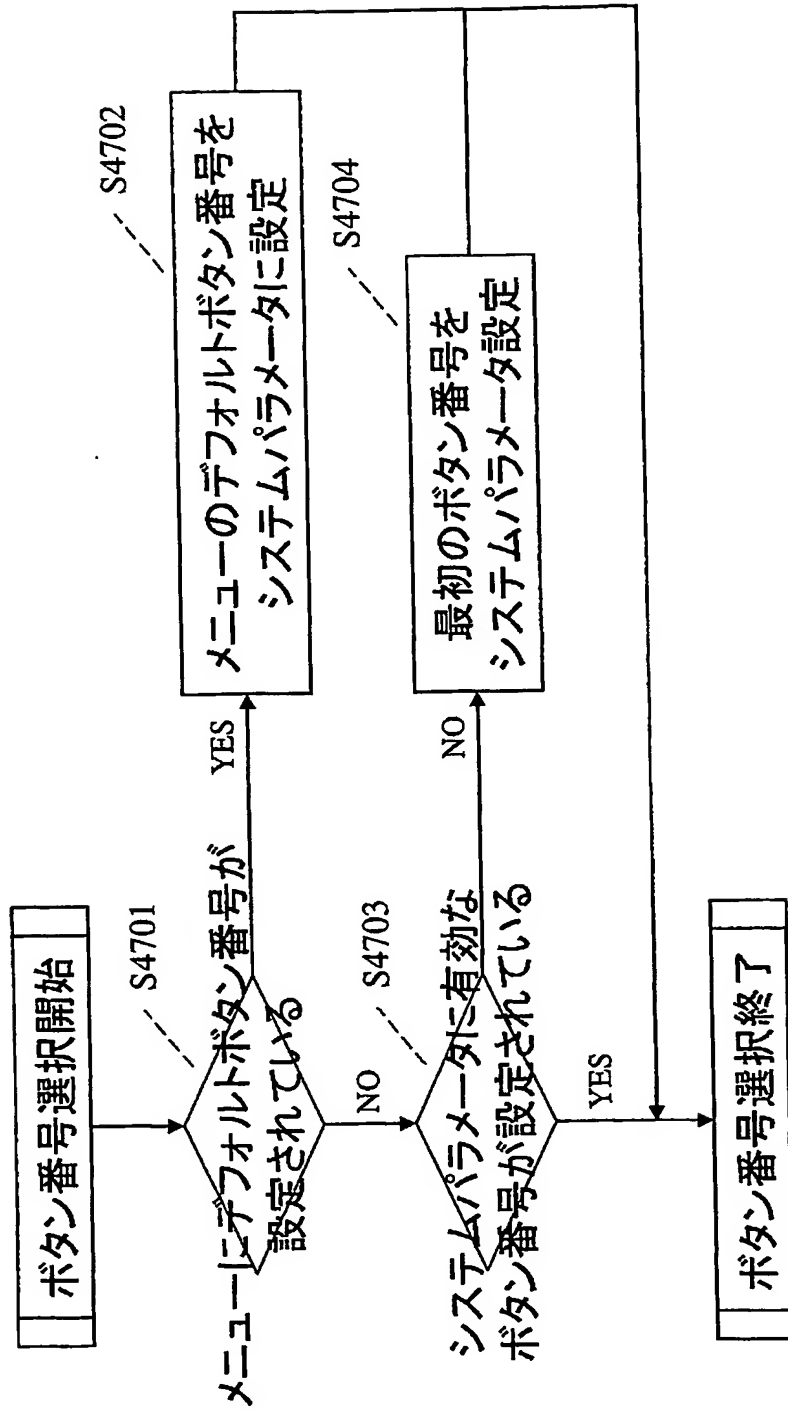 ボタン番号選択開始
S4701
メニューにデフォルトボタン番号が
設定されている
YES
S4702
メニューのデフォルトボタン番号を
システムパラメータに設定
NO
S4703
システムパラメータに有効な
ボタン番号が設定されている
NO
S4704
最初のボタン番号を
システムパラメータ設定
YES
ボタン番号選択終了